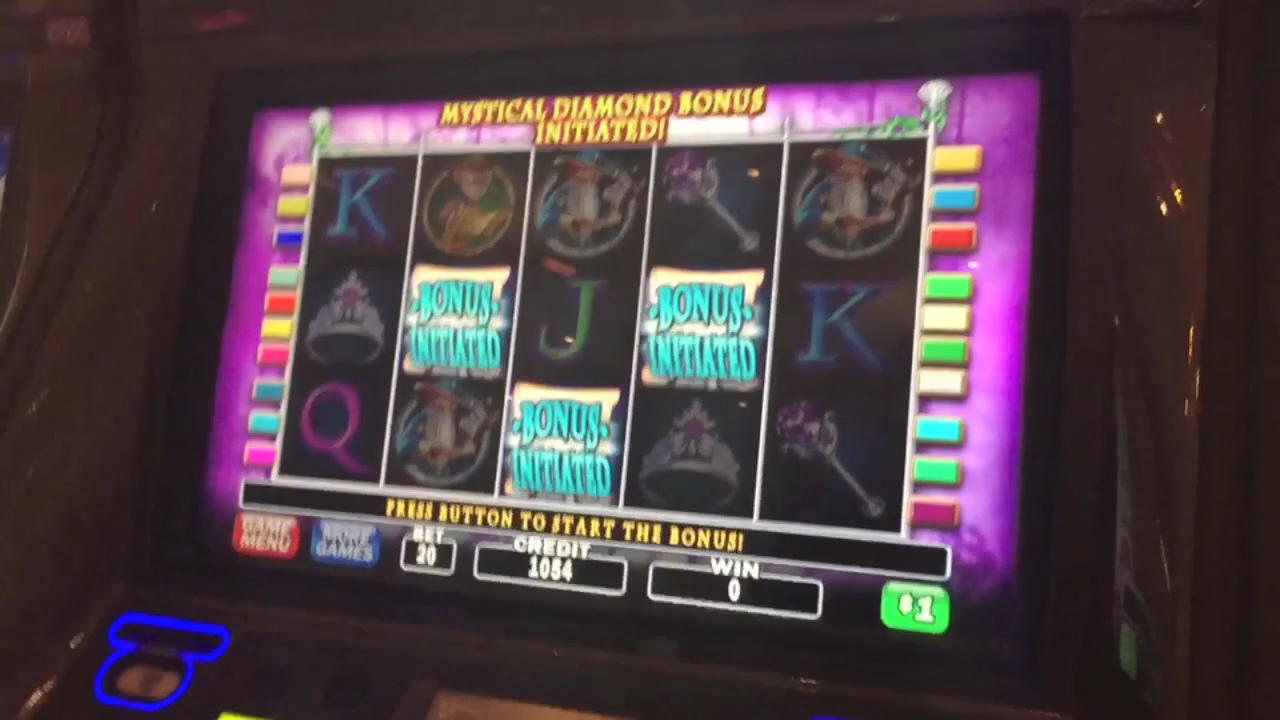 MYSTICAL DIAMOND BONUS
INITIATED!
K
BONUS
INITIATED
J
BONUS
INITIATED
K
Q
BONUS
INITIATED
PRESS BUTTON TO START THE BONUS!
GAME
MENU
MORE
GAMES
BET
20
CREDIT
1054
WIN
0
$1